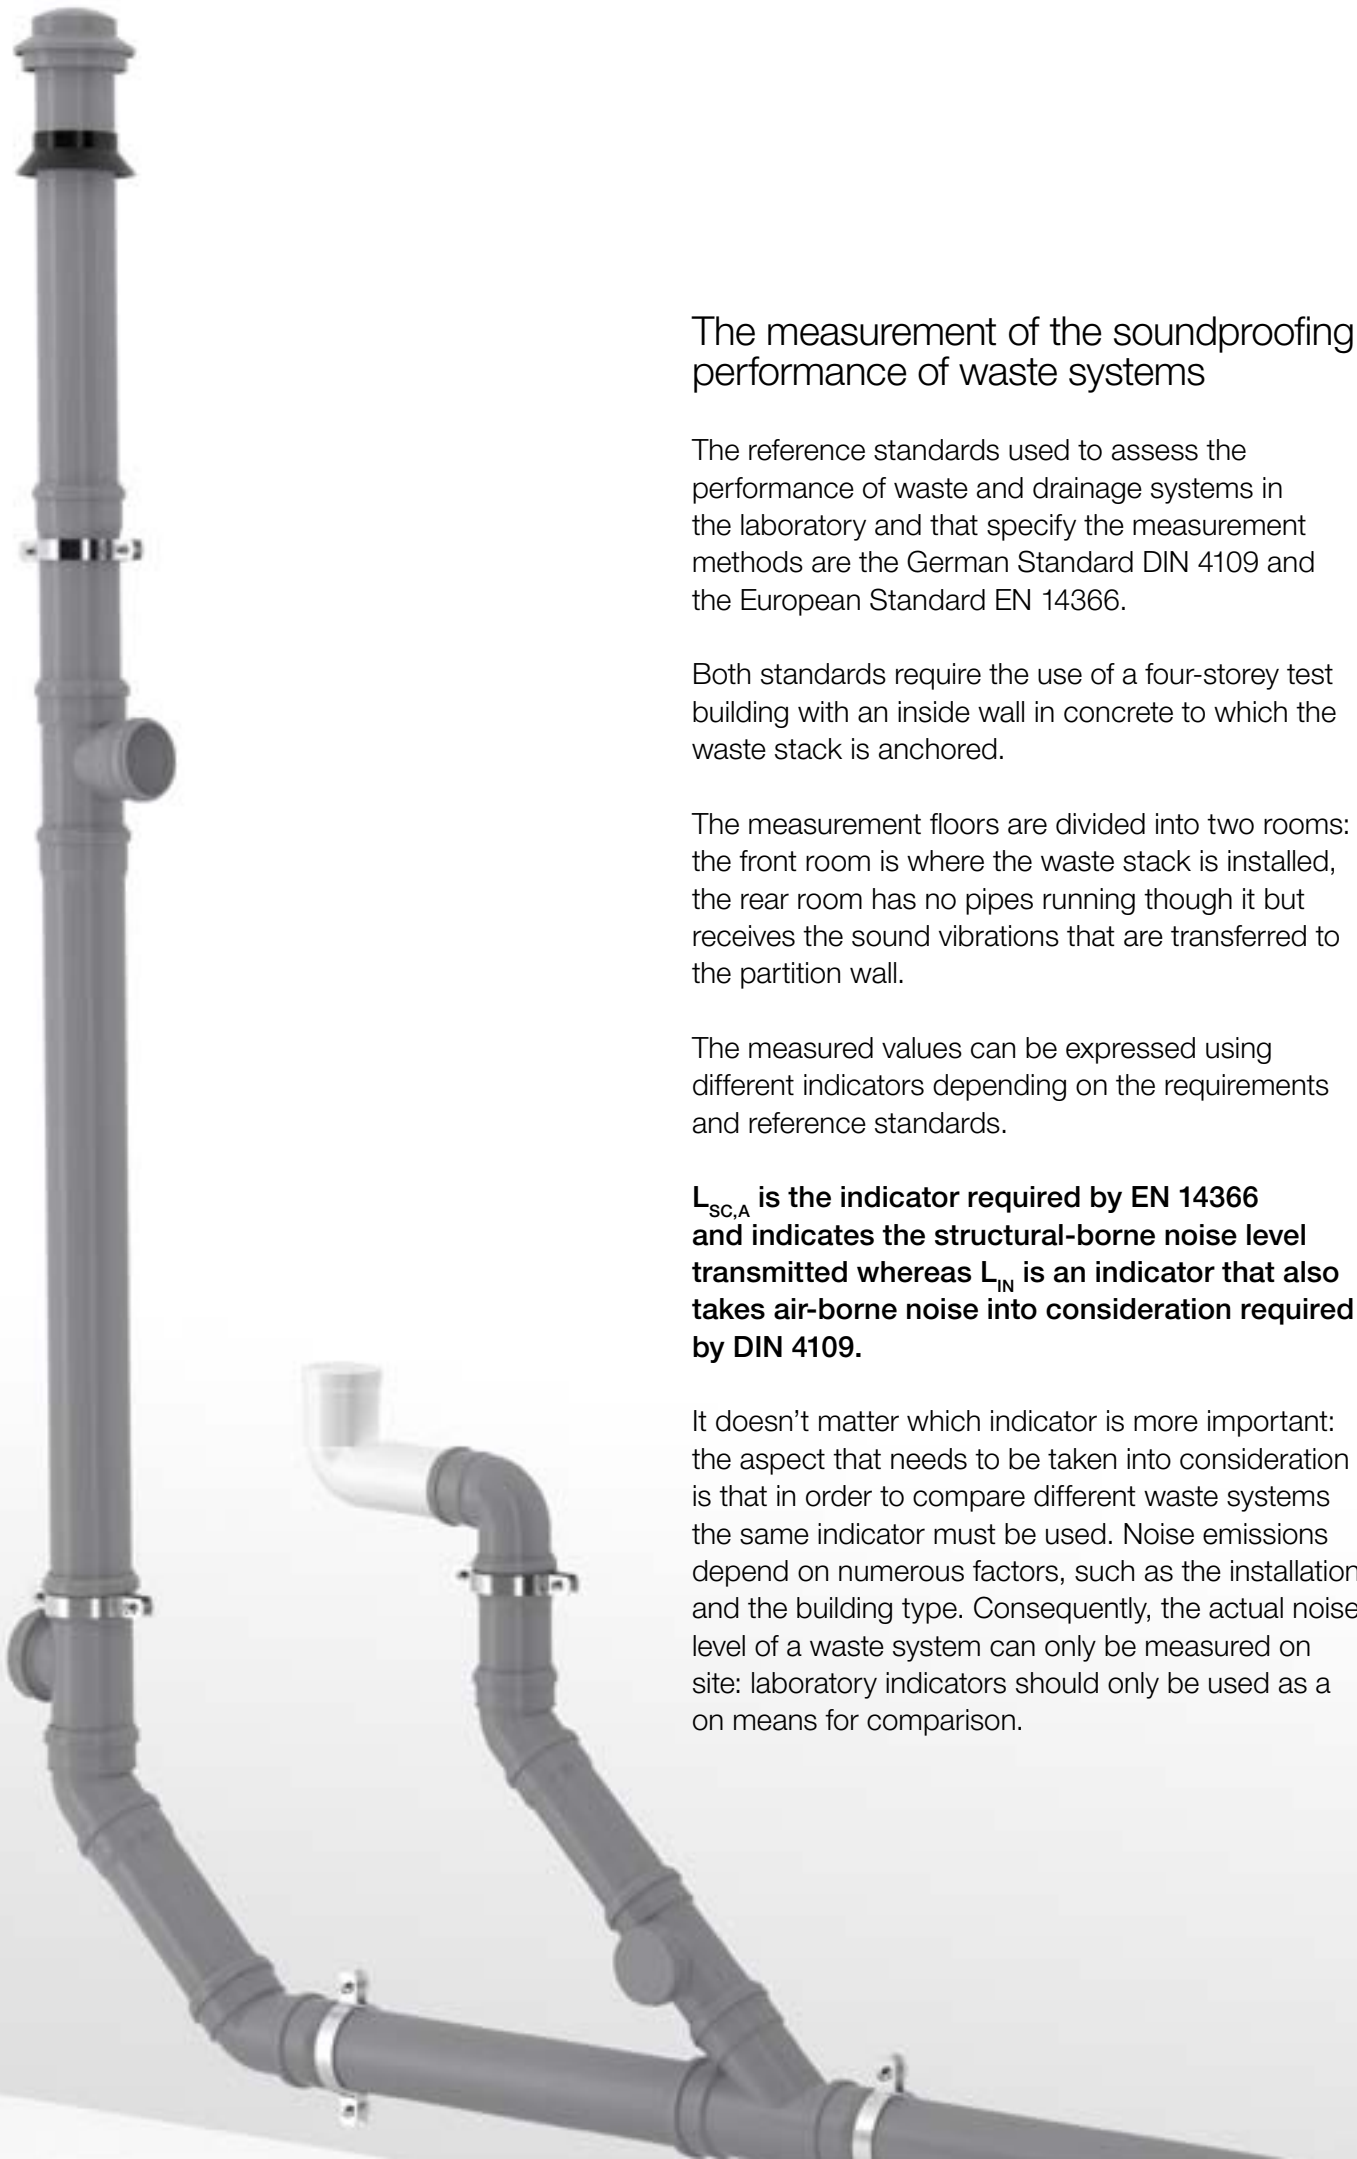 The measurement of the soundproofing
performance of waste systems
The reference standards used to assess the
performance of waste and drainage systems in
the laboratory and that specify the measurement
methods are the German Standard DIN 4109 and
the European Standard EN 14366.
Both standards require the use of a four-storey test
building with an inside wall in concrete to which the
waste stack is anchored.
The measurement floors are divided into two rooms:
the front room is where the waste stack is installed,
the rear room has no pipes running though it but
receives the sound vibrations that are transferred to
the partition wall.
The measured values can be expressed using
different indicators depending on the requirements
and reference standards.
L_SC,A is the indicator required by EN 14366
and indicates the structural-borne noise level
transmitted whereas L_IN is an indicator that also
takes air-borne noise into consideration required
by DIN 4109.
It doesn’t matter which indicator is more important:
the aspect that needs to be taken into consideration
is that in order to compare different waste systems
the same indicator must be used. Noise emissions
depend on numerous factors, such as the installation
and the building type. Consequently, the actual noise
level of a waste system can only be measured on
site: laboratory indicators should only be used as a
on means for comparison.